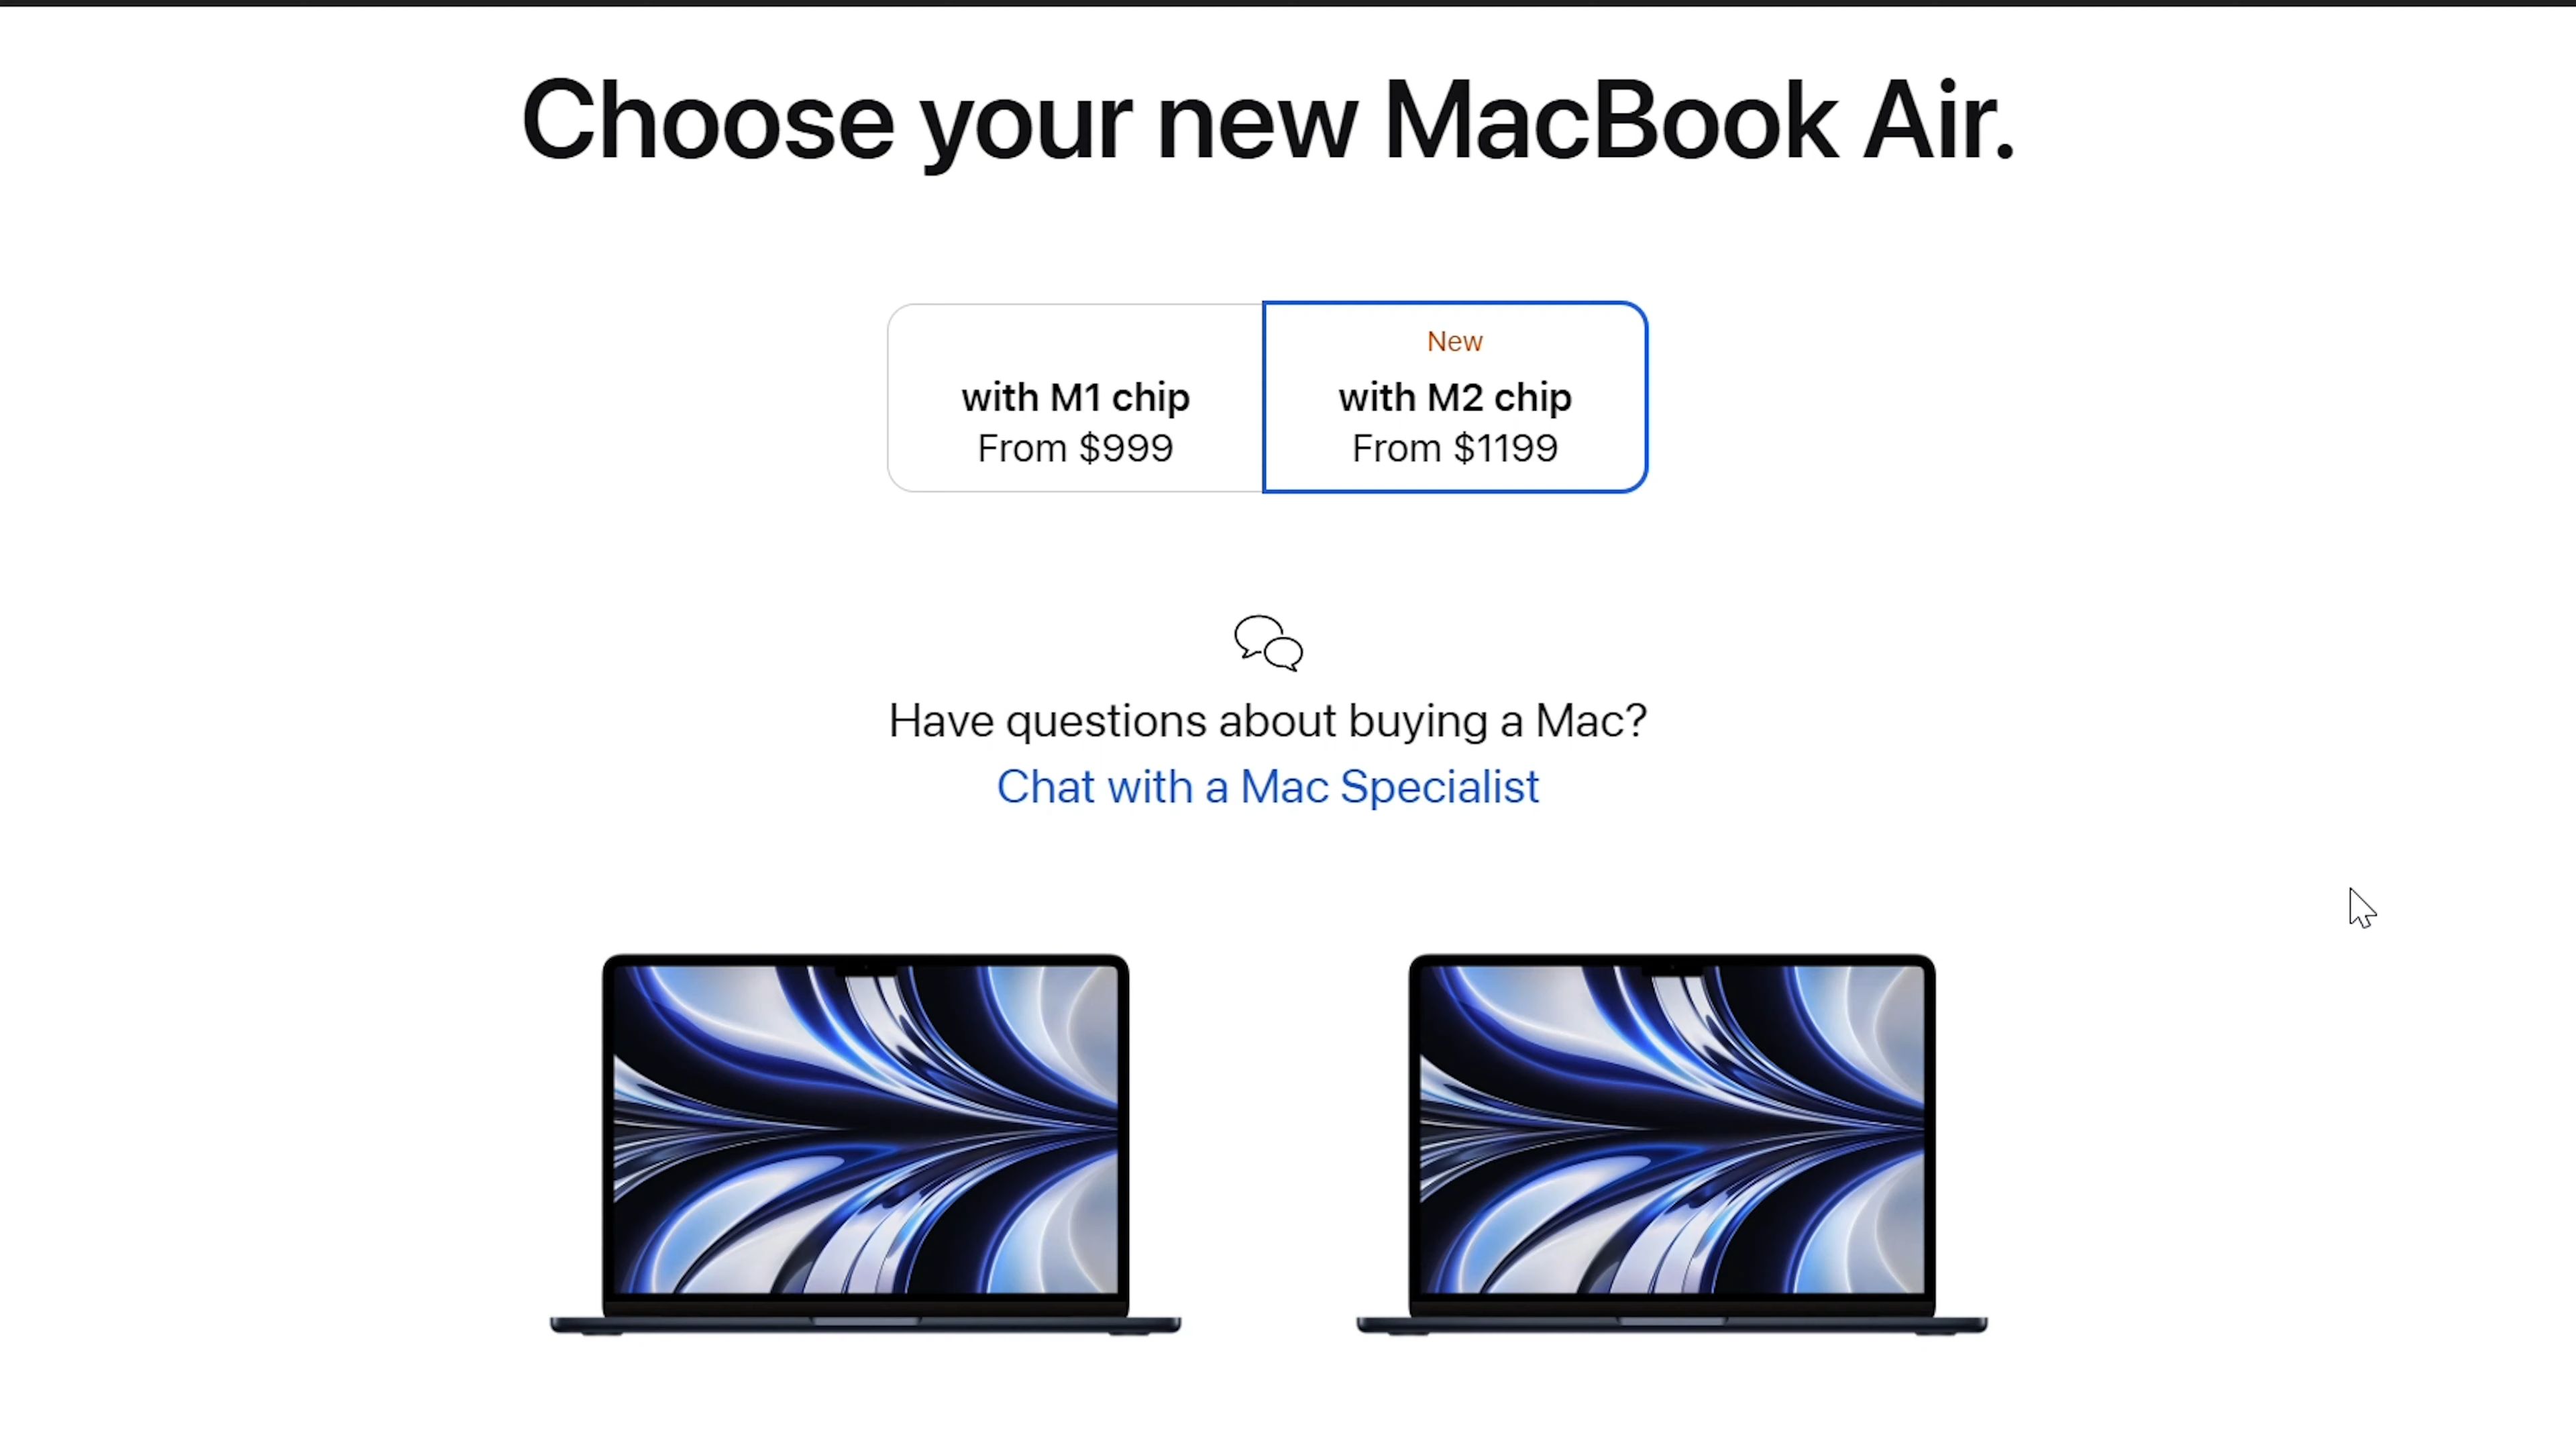 Choose your new MacBook Air.
New
with M1 chip
From $999
with M2 chip
From $1199
Have questions about buying a Mac?
Chat with a Mac Specialist